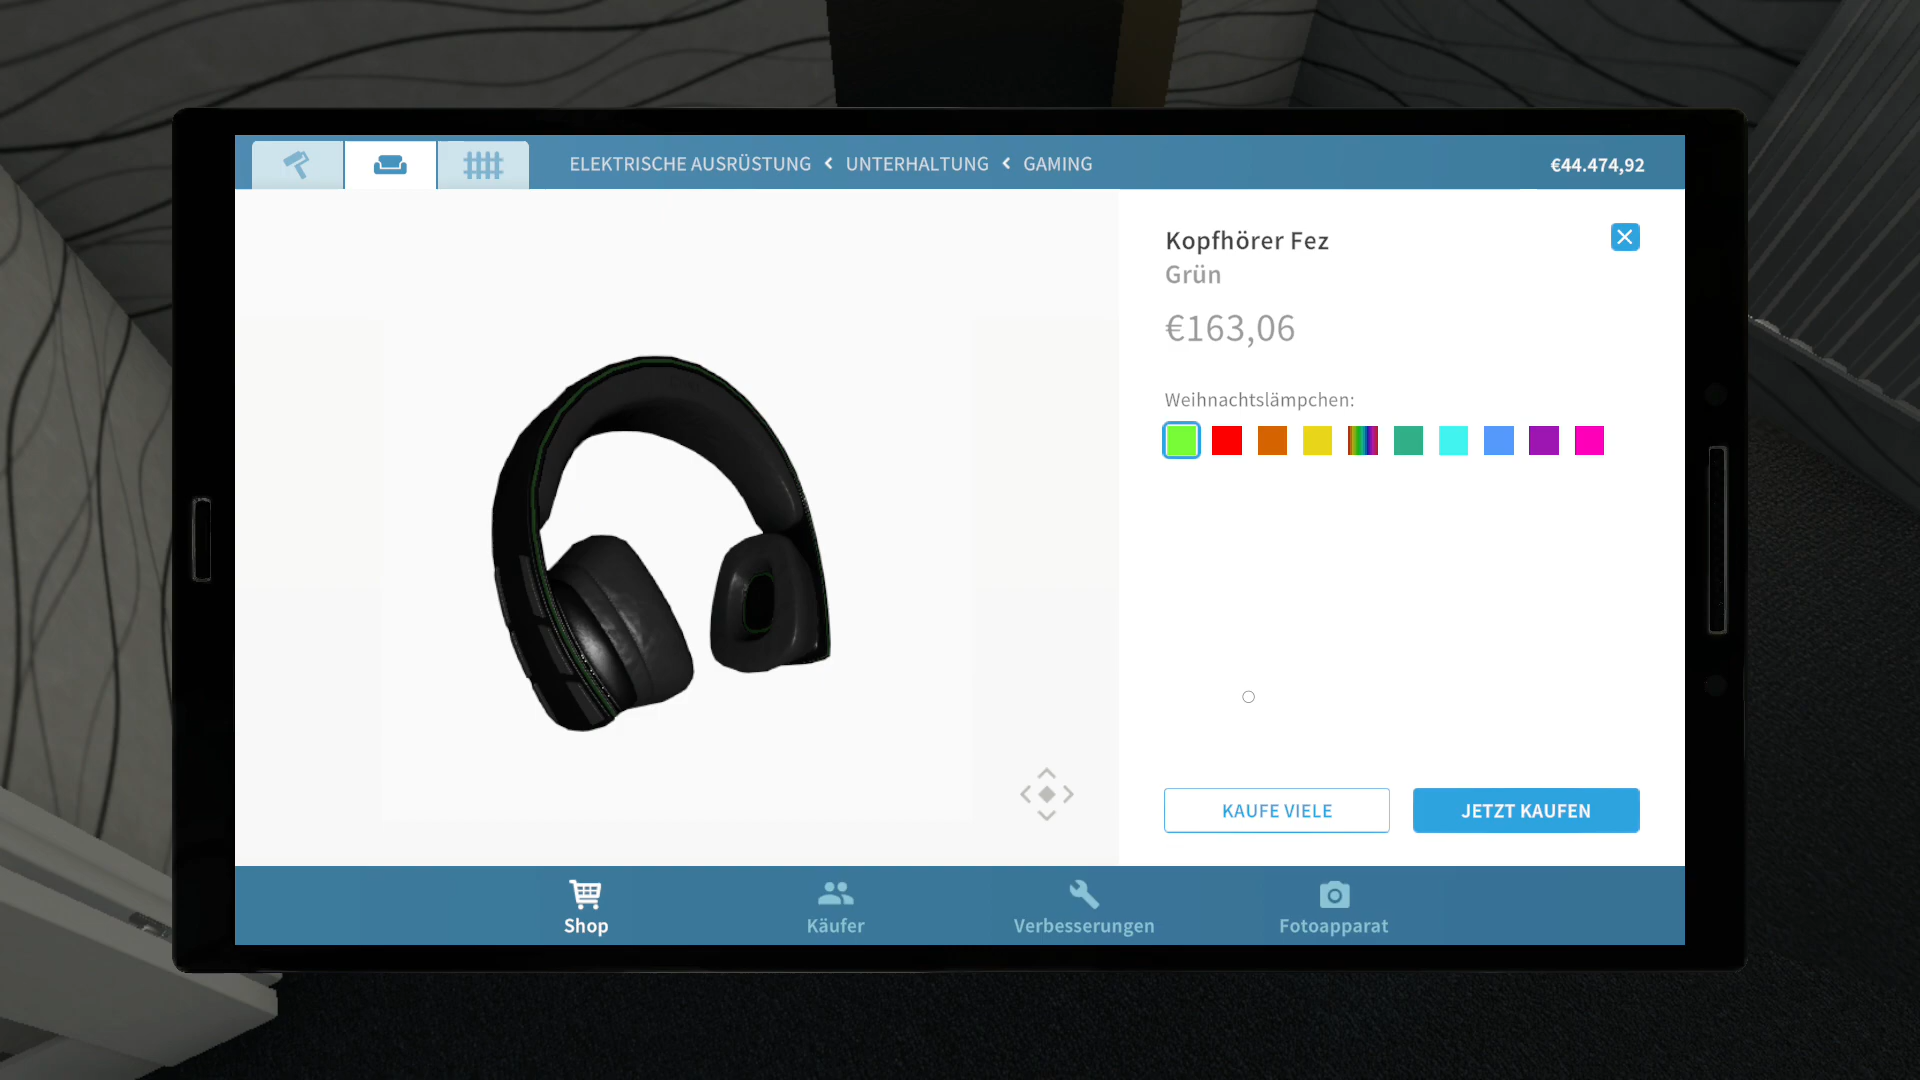 ELEKTRISCHE AUSRÜSTUNG < UNTERHALTUNG < GAMING
€44.474,92
Kopfhörer Fez
Grün
€163,06
Weihnachtslämpchen:
KAUFE VIELE
JETZT KAUFEN
Shop
Käufer
Verbesserungen
Fotoapparat